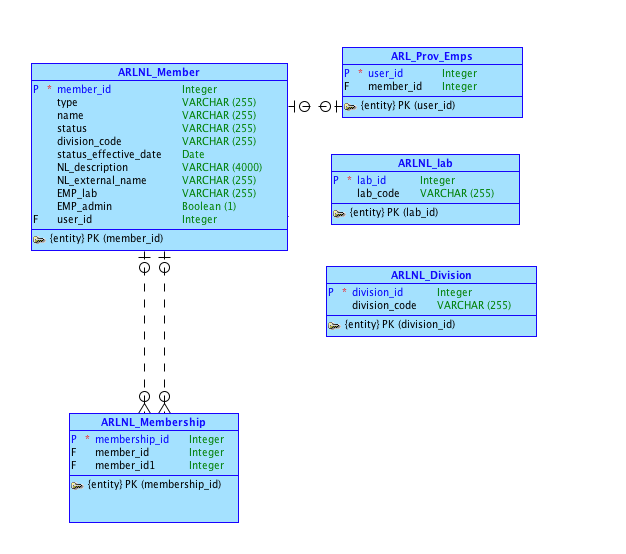 ARLNL_Member
P * member_id Integer
type VARCHAR (255)
name VARCHAR (255)
status VARCHAR (255)
division_code VARCHAR (255)
status_effective_date Date
NL_description VARCHAR (4000)
NL_external_name VARCHAR (255)
EMP_lab VARCHAR (255)
EMP_admin Boolean (1)
F user_id Integer
{entity} PK (member_id)
ARL_Prov_Emps
P * user_id Integer
F member_id Integer
{entity} PK (user_id)
ARLNL_lab
P * lab_id Integer
lab_code VARCHAR (255)
{entity} PK (lab_id)
ARLNL_Division
P * division_id Integer
division_code VARCHAR (255)
{entity} PK (division_id)
ARLNL_Membership
P * membership_id Integer
F member_id Integer
F member_id1 Integer
{entity} PK (membership_id)